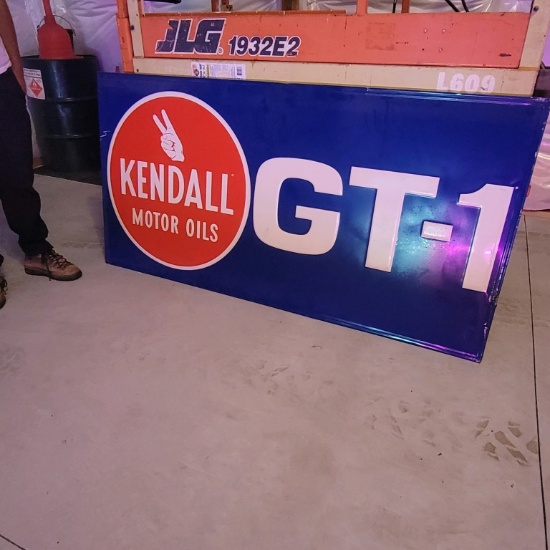 JLG® 1932E2
L609
KENDALL
MOTOR OILS
GT-1